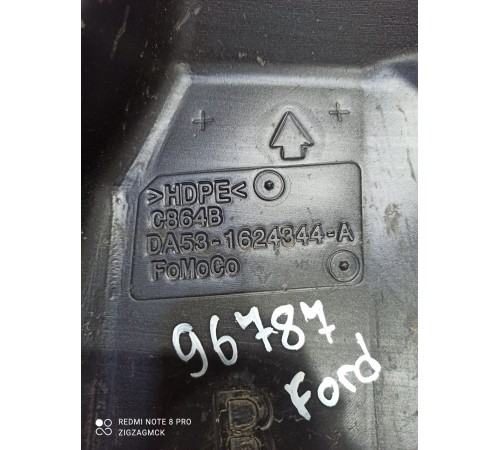 >HDPE<
C864B
DA53-1624344-A
FoMoCo
96787
Ford
REDMI NOTE 8 PRO
ZIGZAGMCK